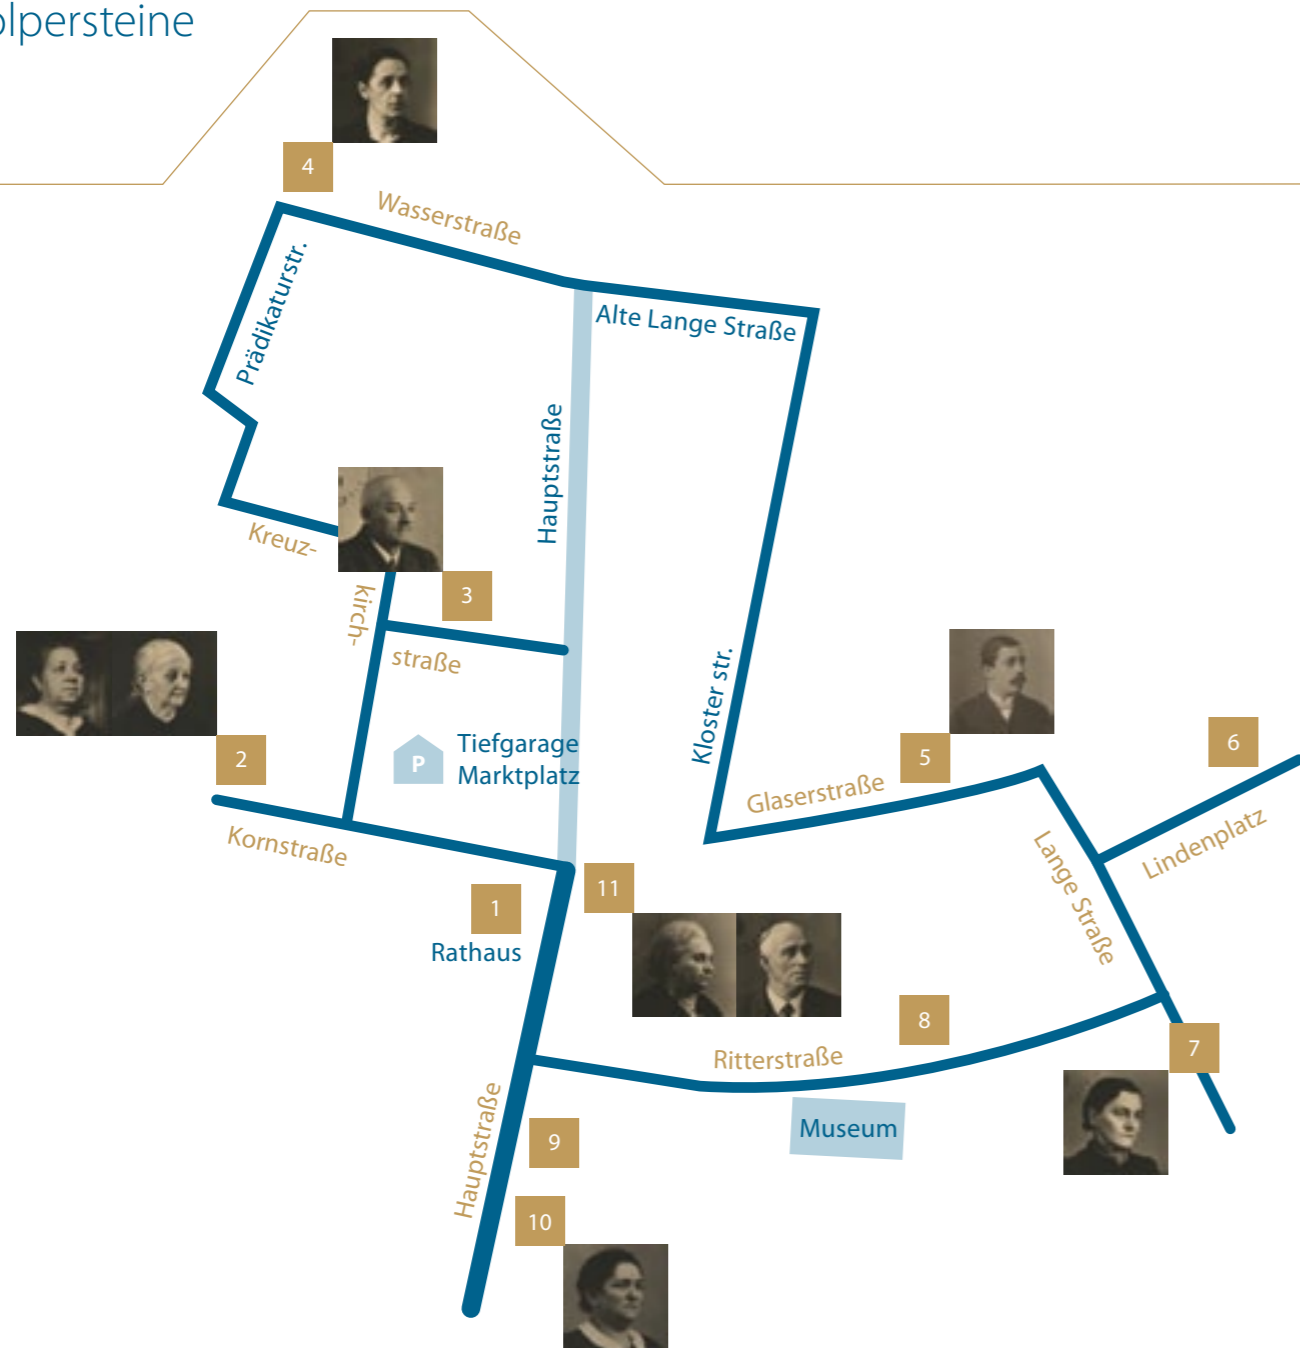 olpersteine
4
Wasserstraße
Prädikaturstr.
Alte Lange Straße
Hauptstraße
Kreuz-
kirch-
straße
3
2
Kornstraße
P
Tiefgarage
Marktplatz
Kloster str.
Glaserstraße
5
6
Lindenplatz
Lange Straße
1
Rathaus
11
8
Ritterstraße
7
Museum
Hauptstraße
9
10